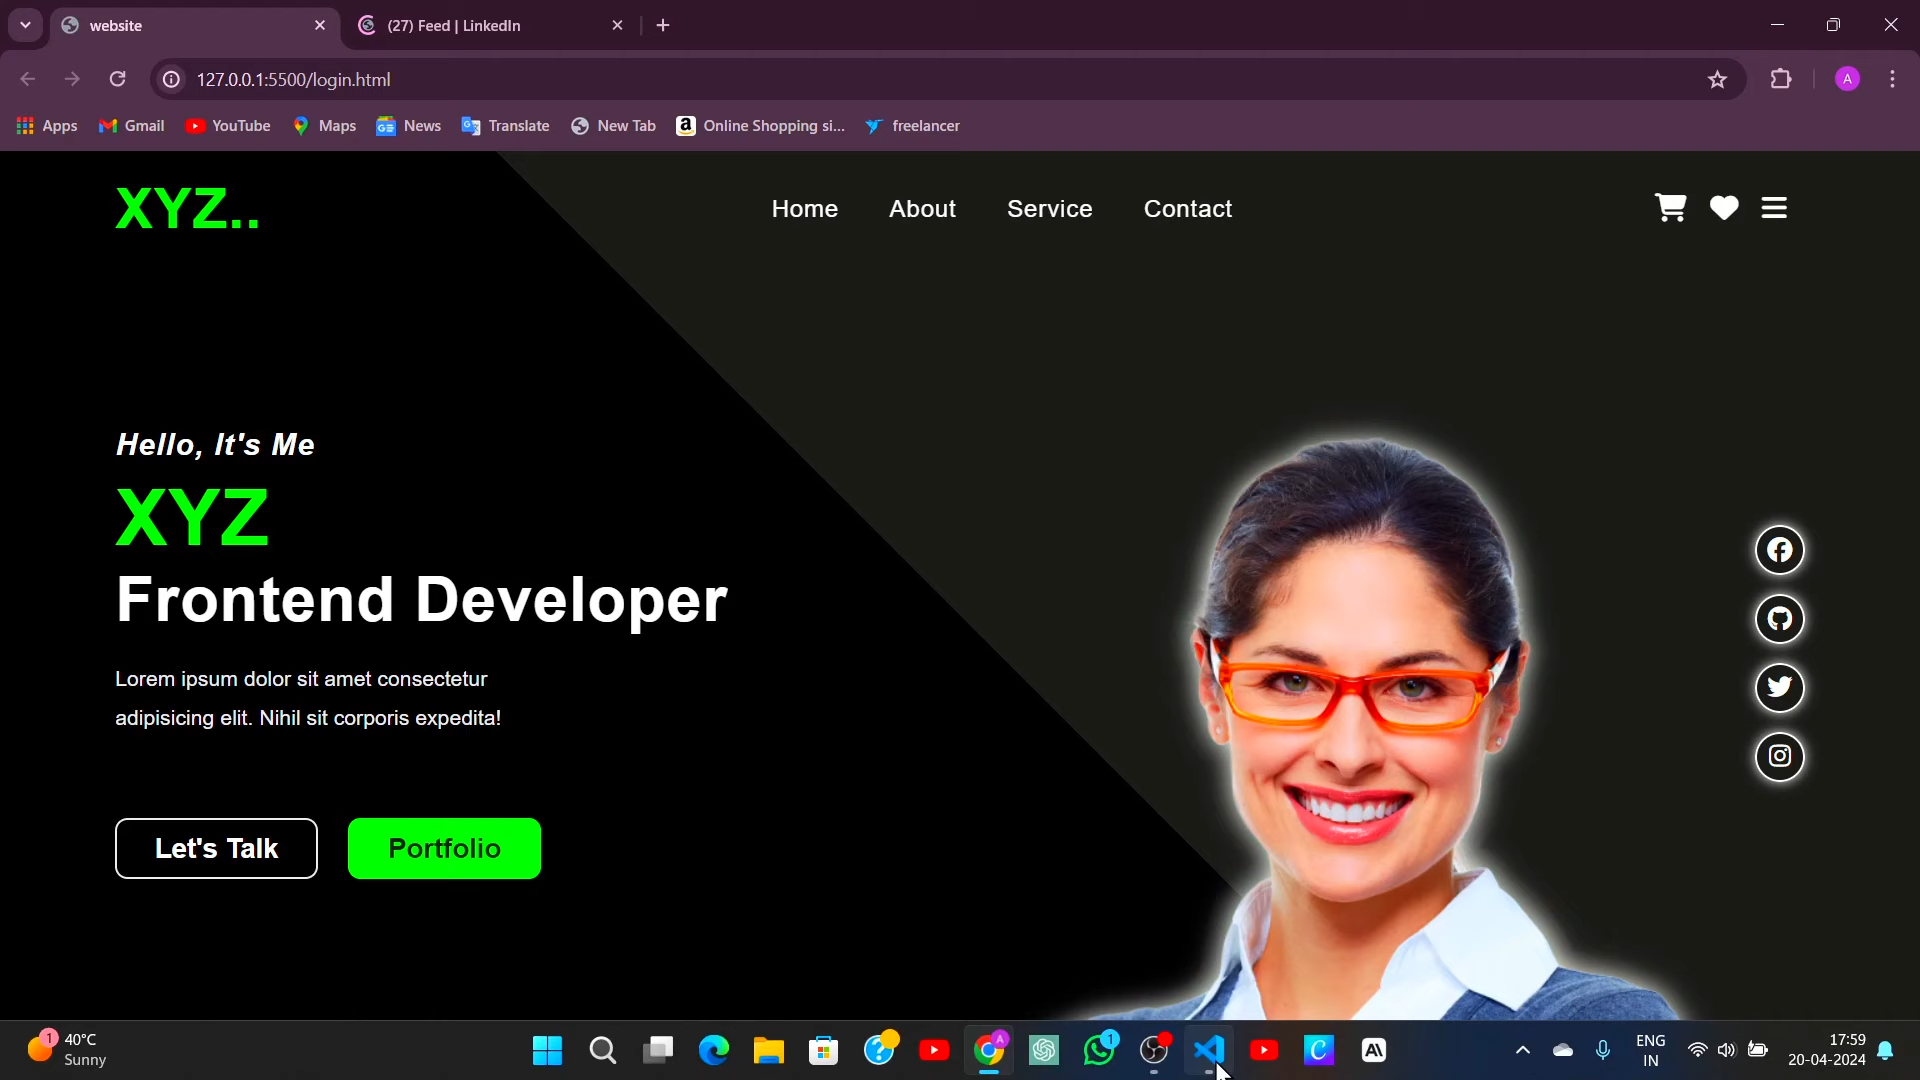 website
(27) Feed | LinkedIn
127.0.0.1:5500/login.html
A
Apps
Gmail
YouTube
Maps
News
Translate
New Tab
Online Shopping si...
freelancer
XYZ..
Home
About
Service
Contact
Hello, It's Me
XYZ
Frontend Developer
Lorem ipsum dolor sit amet consectetur
adipisicing elit. Nihil sit corporis expedita!
Let's Talk
Portfolio
1
40°C
Sunny
A
1
ENG
IN
17:59
20-04-2024